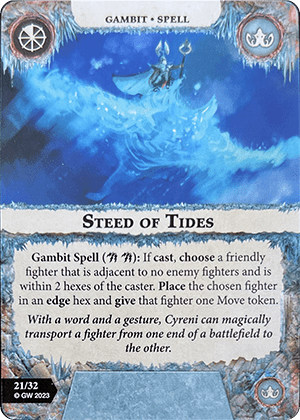 GAMBIT • SPELL
STEED OF TIDES
Gambit Spell (): If cast, choose a friendly
fighter that is adjacent to no enemy fighters and is
within 2 hexes of the caster. Place the chosen fighter
in an edge hex and give that fighter one Move token.
With a word and a gesture, Cyreni can magically
transport a fighter from one end of a battlefield to
the other.
21/32
© GW 2023